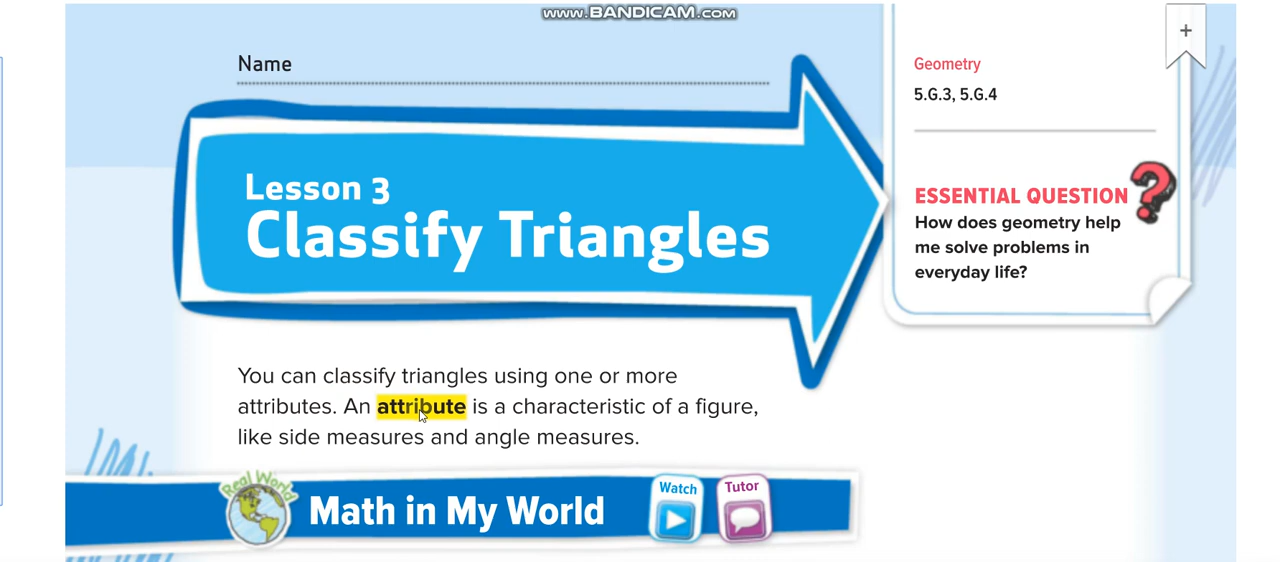 www.BANDICAM.com
Name
Lesson 3
Classify Triangles
You can classify triangles using one or more
attributes. An attribute is a characteristic of a figure,
like side measures and angle measures.
Real World
Math in My World
Watch
Tutor
+
Geometry
5.G.3, 5.G.4
ESSENTIAL QUESTION
?
How does geometry help
me solve problems in
everyday life?